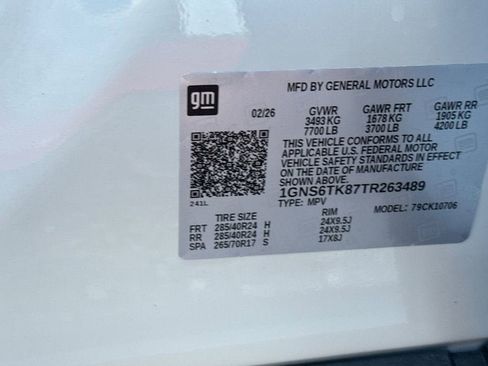 gm
MFD BY GENERAL MOTORS LLC
02/26 GVWR GAWR FRT GAWR RR
3493 KG 1678 KG 1905 KG
7700 LB 3700 LB 4200 LB
THIS VEHICLE CONFORMS TO ALL
APPLICABLE U.S. FEDERAL MOTOR
VEHICLE SAFETY STANDARDS IN EFFECT
ON THE DATE OF MANUFACTURE
SHOWN ABOVE.
1GNS6TK87TR263489
241L TYPE: MPV MODEL: 79CK10706
TIRE SIZE RIM
FRT 285/40R24 H 24X9.5J
RR 285/40R24 H 24X9.5J
SPA 265/70R17 S 17X8J